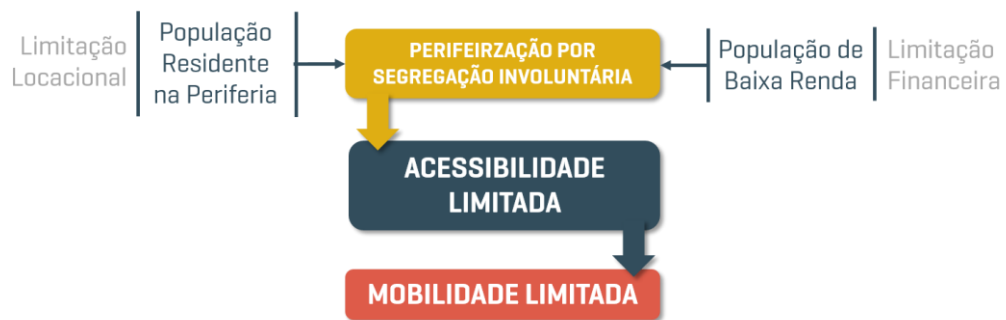 Limitação
Locacional
População
Residente
na Periferia
PERIFEIRZAÇÃO POR
SEGREGAÇÃO INVOLUNTÁRIA
População de
Baixa Renda
Limitação
Financeira
ACESSIBILIDADE
LIMITADA
MOBILIDADE LIMITADA